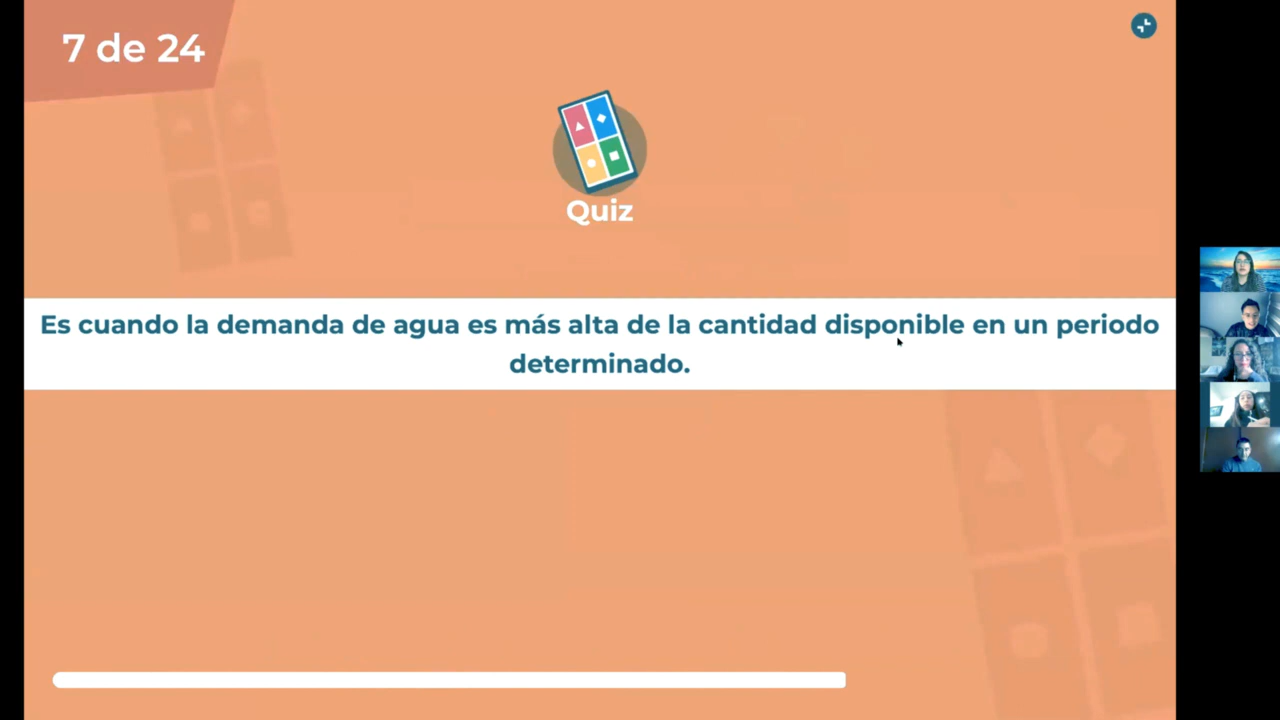 7 de 24
Quiz
Es cuando la demanda de agua es más alta de la cantidad disponible en un periodo
determinado.